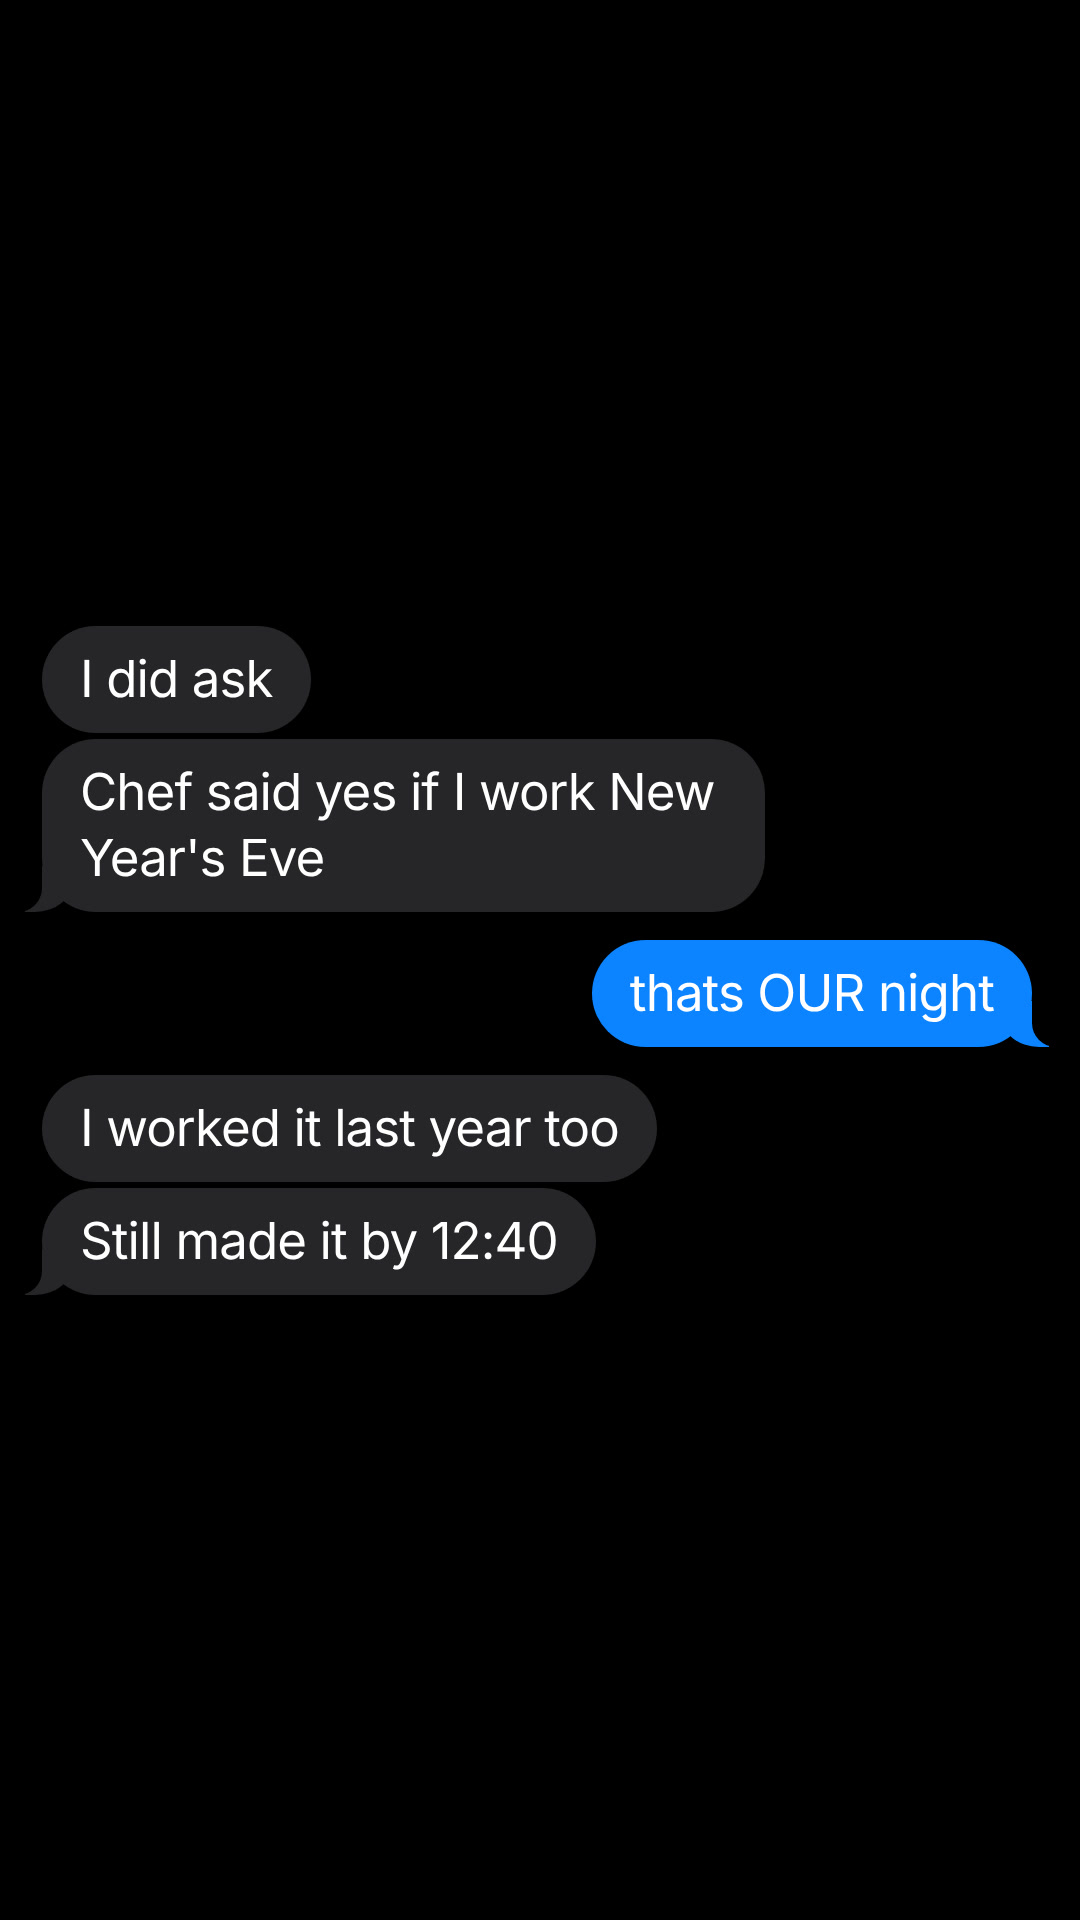 I did ask
Chef said yes if I work New
Year's Eve
thats OUR night
I worked it last year too
Still made it by 12:40